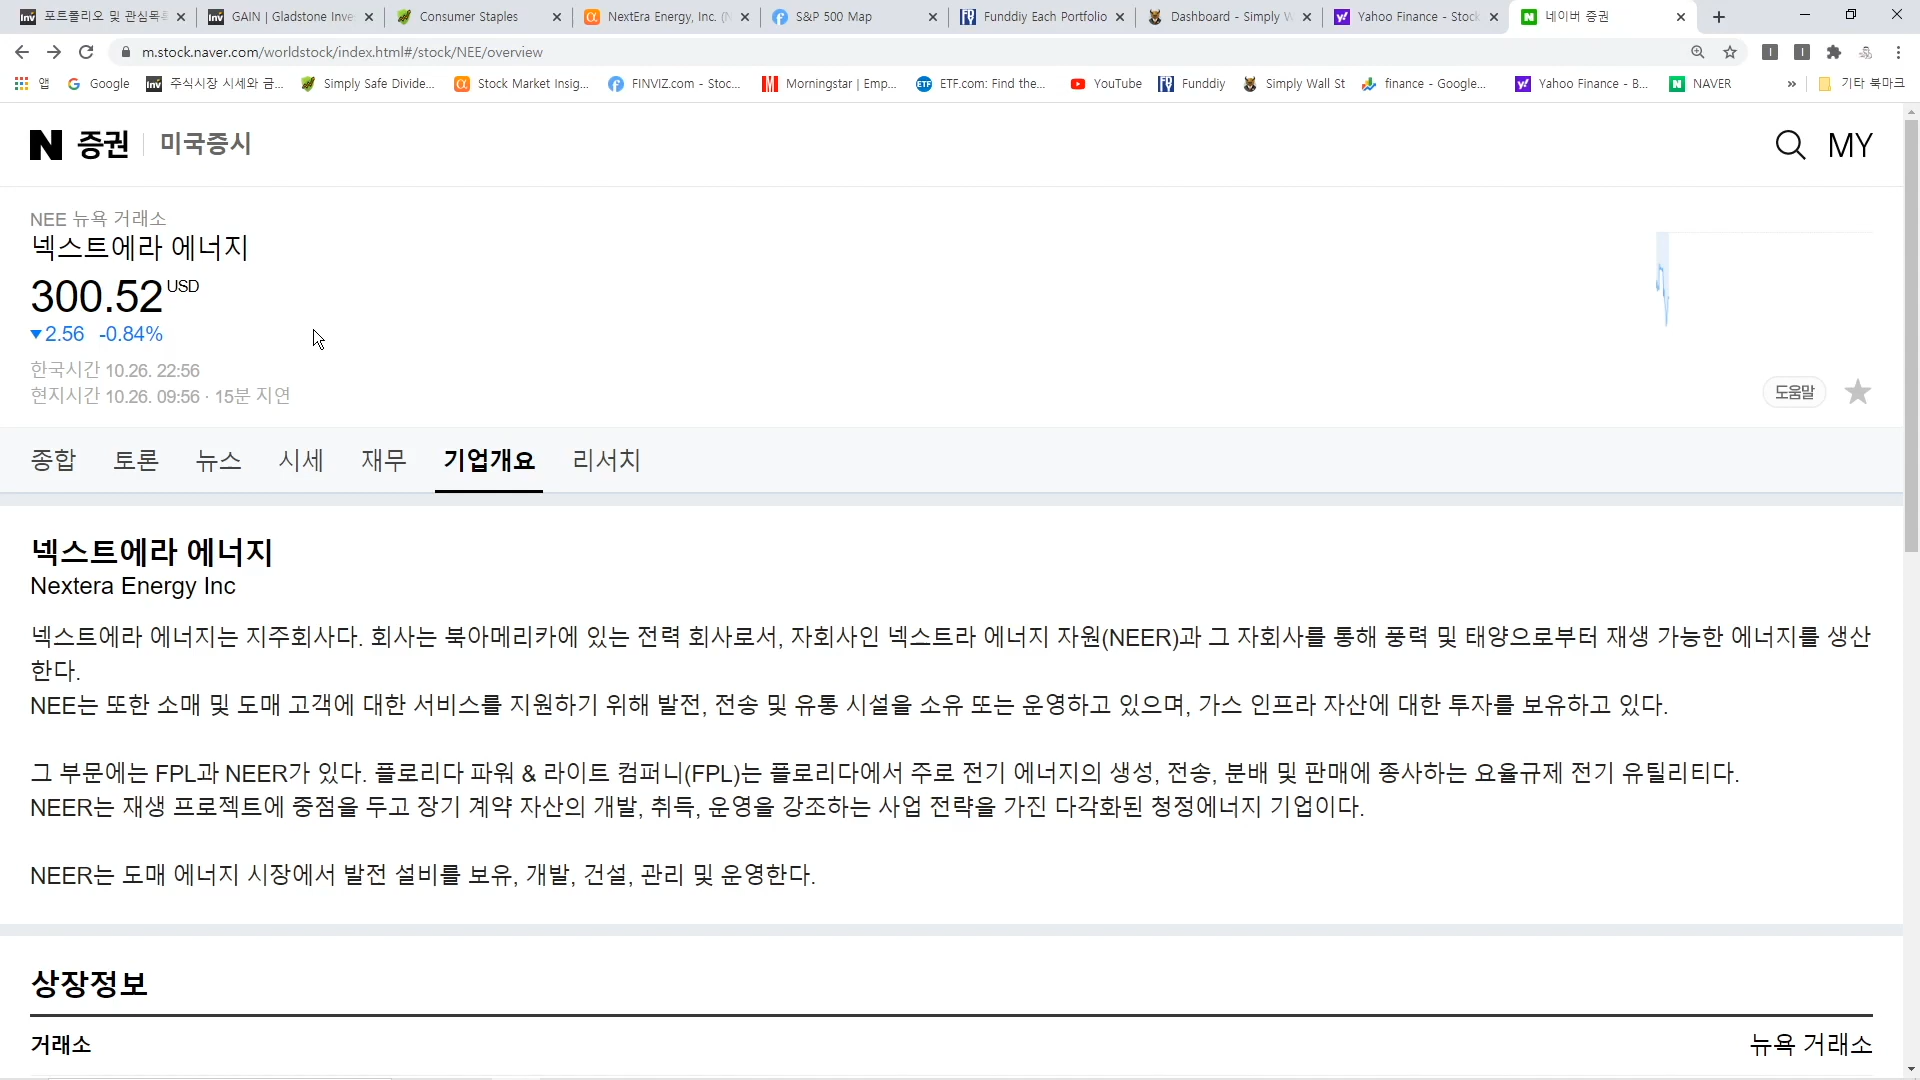 포트폴리오 및 관심목록
GAIN | Gladstone Inve
Consumer Staples
NextEra Energy, Inc. (N
S&P 500 Map
Funddiy Each Portfolio
Dashboard - Simply W
Yahoo Finance - Stock
네이버 증권
m.stock.naver.com/worldstock/index.html#/stock/NEE/overview
앱
Google
주식시장 시세와 금...
Simply Safe Divide...
Stock Market Insig...
FINVIZ.com - Stoc...
Morningstar | Emp...
ETF.com: Find the...
YouTube
Funddiy
Simply Wall St
finance - Google...
Yahoo Finance - B...
NAVER
»
기타 북마크
N 증권 미국증시
MY
NEE 뉴욕 거래소
넥스트에라 에너지
300.52 USD
▼2.56 -0.84%
한국시간 10.26. 22:56
현지시간 10.26. 09:56 · 15분 지연
도움말
종합 토론 뉴스 시세 재무 기업개요 리서치
넥스트에라 에너지
Nextera Energy Inc
넥스트에라 에너지는 지주회사다. 회사는 북아메리카에 있는 전력 회사로서, 자회사인 넥스트라 에너지 자원(NEER)과 그 자회사를 통해 풍력 및 태양으로부터 재생 가능한 에너지를 생산
한다.
NEE는 또한 소매 및 도매 고객에 대한 서비스를 지원하기 위해 발전, 전송 및 유통 시설을 소유 또는 운영하고 있으며, 가스 인프라 자산에 대한 투자를 보유하고 있다.
그 부문에는 FPL과 NEER가 있다. 플로리다 파워 & 라이트 컴퍼니(FPL)는 플로리다에서 주로 전기 에너지의 생성, 전송, 분배 및 판매에 종사하는 요율규제 전기 유틸리티다.
NEER는 재생 프로젝트에 중점을 두고 장기 계약 자산의 개발, 취득, 운영을 강조하는 사업 전략을 가진 다각화된 청정에너지 기업이다.
NEER는 도매 에너지 시장에서 발전 설비를 보유, 개발, 건설, 관리 및 운영한다.
상장정보
거래소 뉴욕 거래소